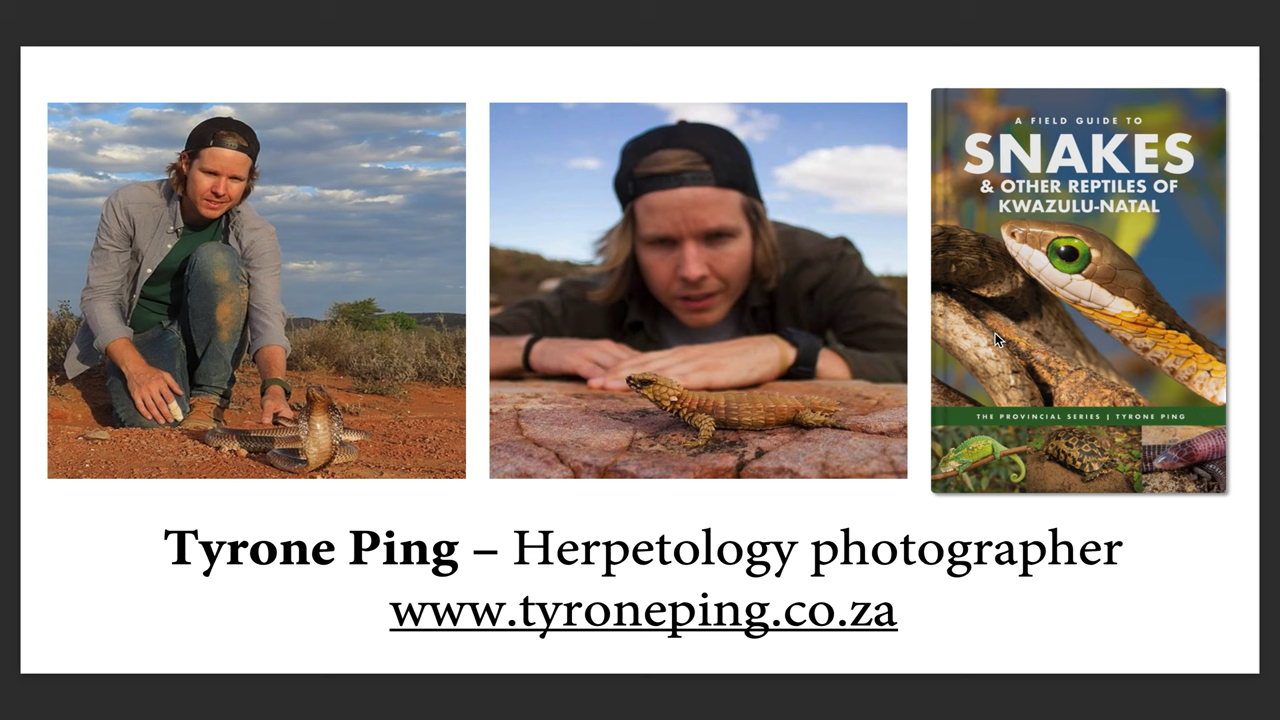 A FIELD GUIDE TO
SNAKES
& OTHER REPTILES OF
KWAZULU-NATAL
THE PROVINCIAL SERIES | TYRONE PING
Tyrone Ping – Herpetology photographer
www.tyroneping.co.za